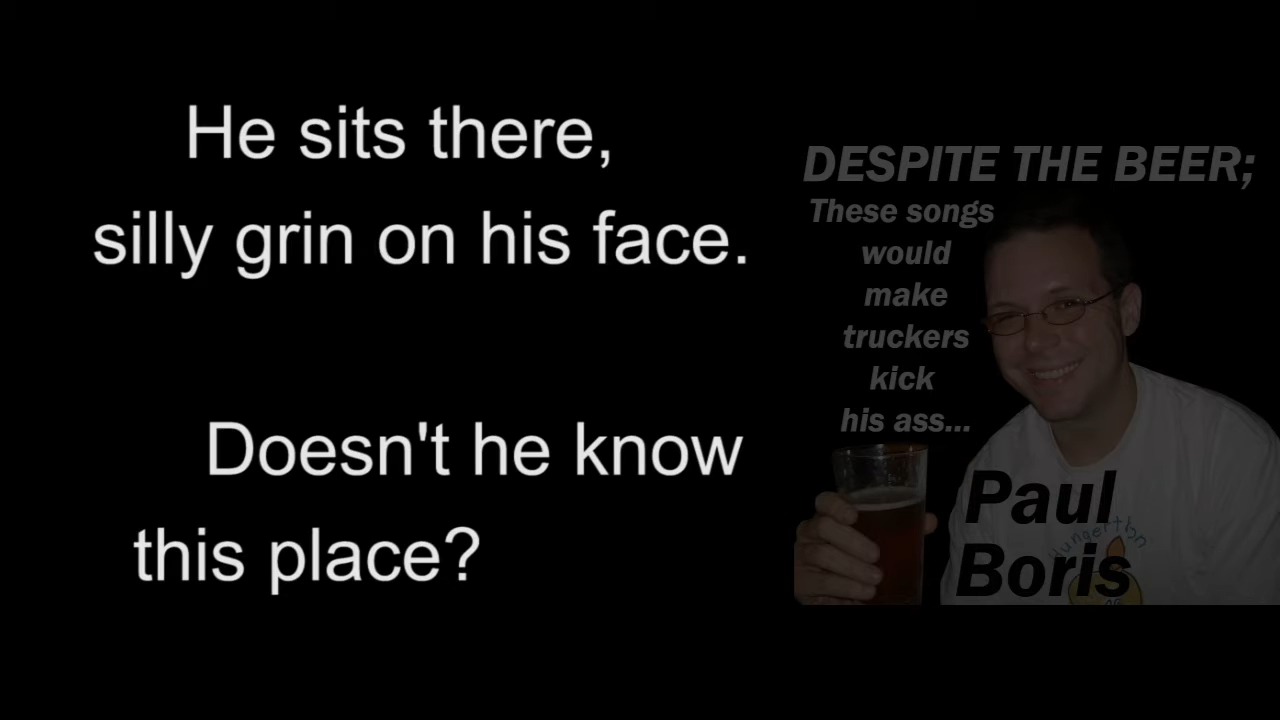 He sits there,
silly grin on his face.
Doesn't he know
this place?
DESPITE THE BEER;
These songs
would
make
truckers
kick
his ass...
Paul
Boris